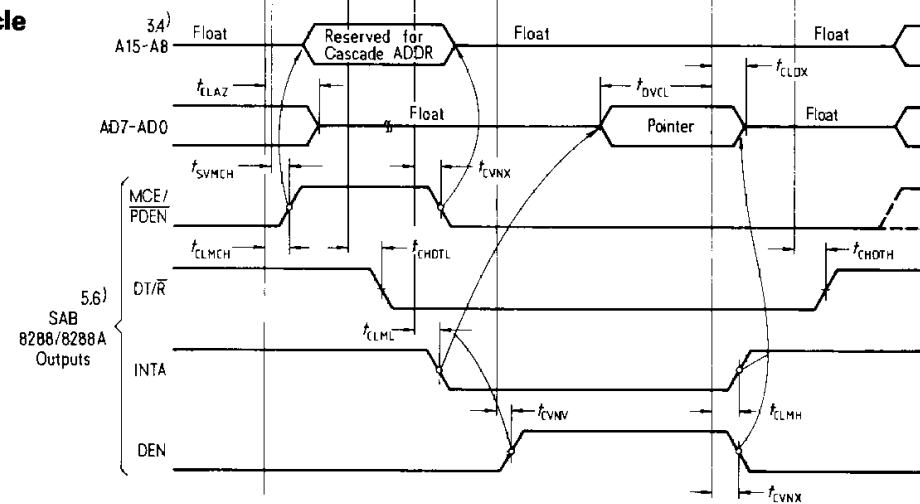 cle
3.4)
A15-A8
Float
Reserved for
Cascade ADDR
Float
Float
tCLAZ
tDVCL
tCLDX
AD7-AD0
Float
Pointer
Float
tSVMCH
tCVNX
MCE/
PDEN
tCLMCH
tCHDTL
tCHDTH
DT/R
5.6)
SAB
8288/8288A
Outputs
tCLML
INTA
tCVNV
tCLMH
DEN
tCVNX